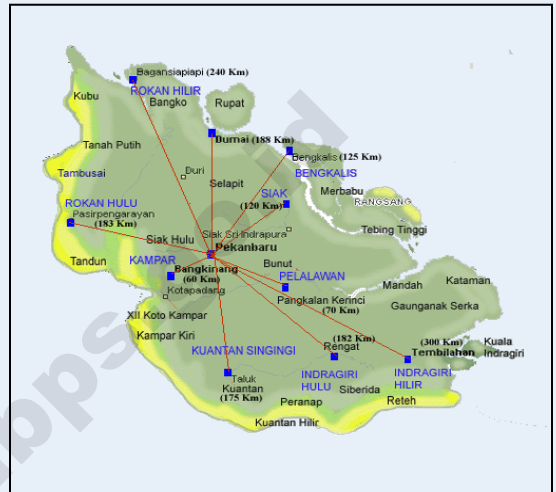 Bagansiapiapi (240 Km)
ROKAN HILIR
Kubu
Bangko
Rupat
Dumai (188 Km)
Tanah Putih
Bengkalis (125 Km)
Duri
BENGKALIS
Tambusai
Selapit
SIAK
Merbabu
RANGSANG
ROKAN HULU
(120 Km)
Pasirpengarayan
(183 Km)
Siak Sri Indrapura
Tebing Tinggi
Siak Hulu
Pekanbaru
Tandun
KAMPAR
Bunut
Bangkinang
(60 Km)
PELALAWAN
Mandah
Kataman
Kotapadang
Pangkalan Kerinci
(70 Km)
Gaunganak Serka
XII Koto Kampar
Kampar Kiri
(182 Km)
Rengat
(300 Km)
Tembilahan
Kuala
Indragiri
KUANTAN SINGINGI
Taluk
Kuantan
(175 Km)
INDRAGIRI
HULU
Siberida
INDRAGIRI
HILIR
Peranap
Reteh
Kuantan Hilir